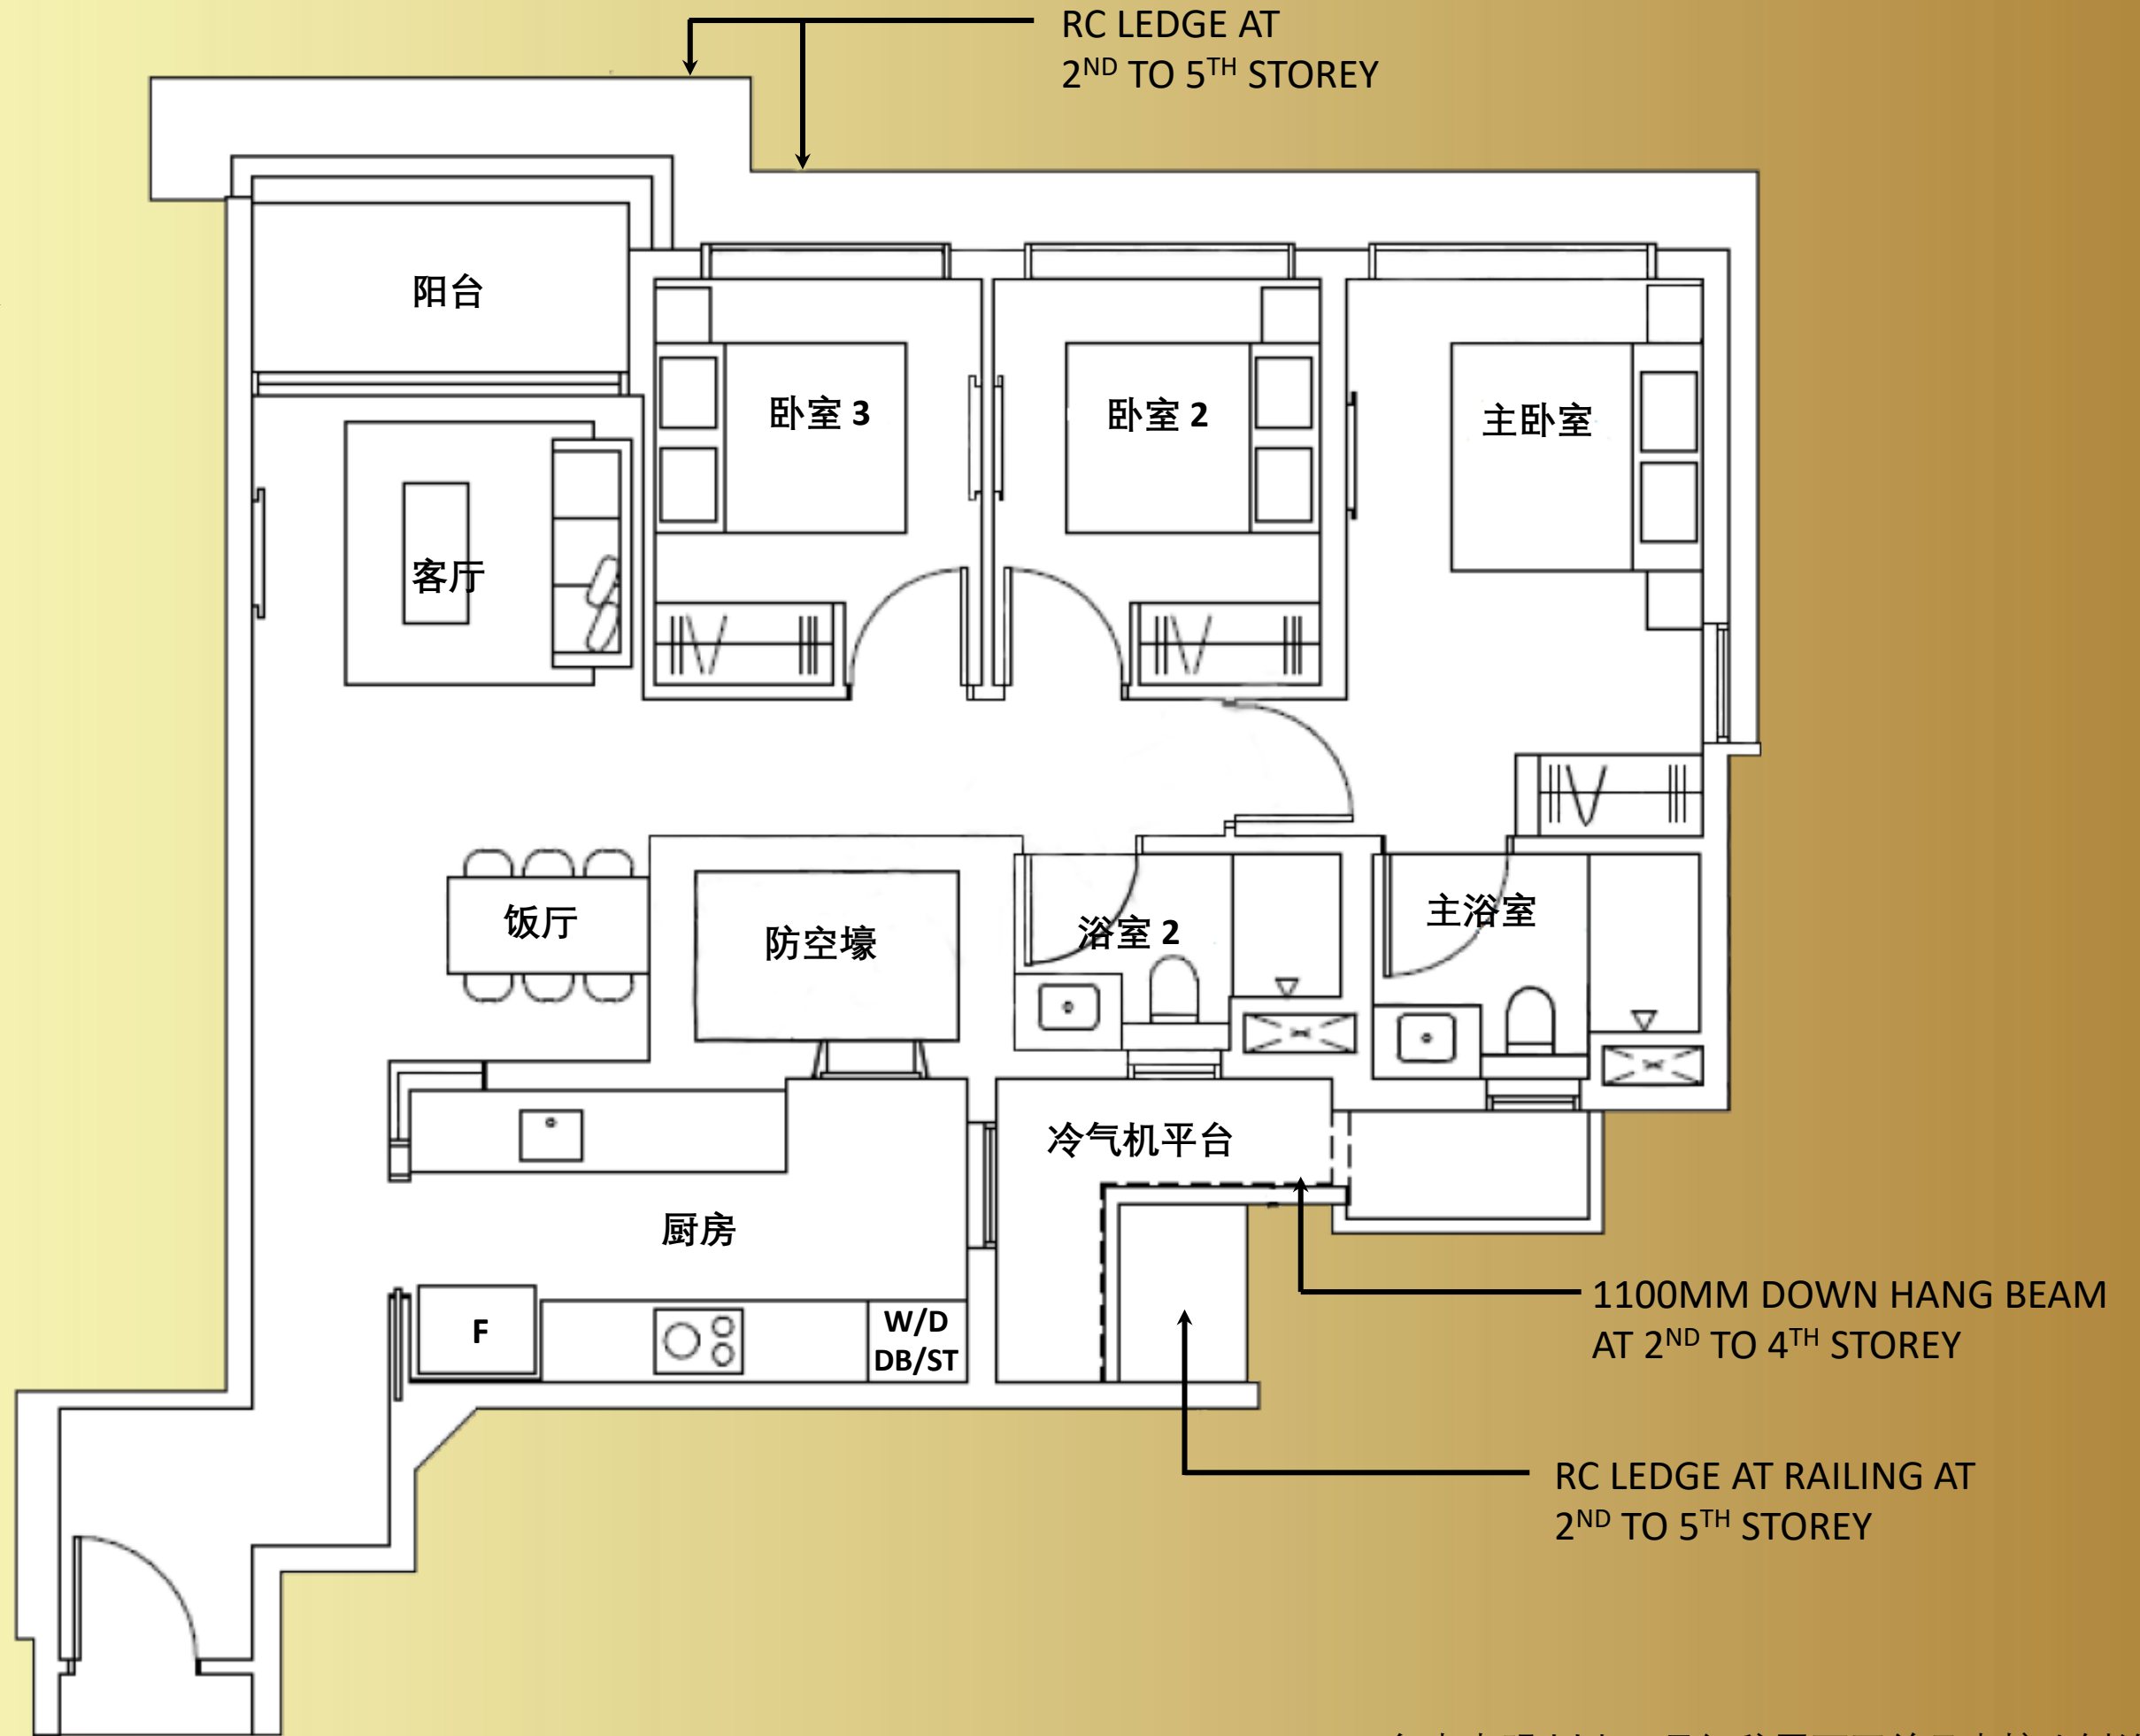 RC LEDGE AT
2ND TO 5TH STOREY
阳台
卧室 3
卧室 2
主卧室
客厅
饭厅
防空壕
浴室 2
主浴室
冷气机平台
厨房
F
W/D
DB/ST
1100MM DOWN HANG BEAM
AT 2ND TO 4TH STOREY
RC LEDGE AT RAILING AT
2ND TO 5TH STOREY